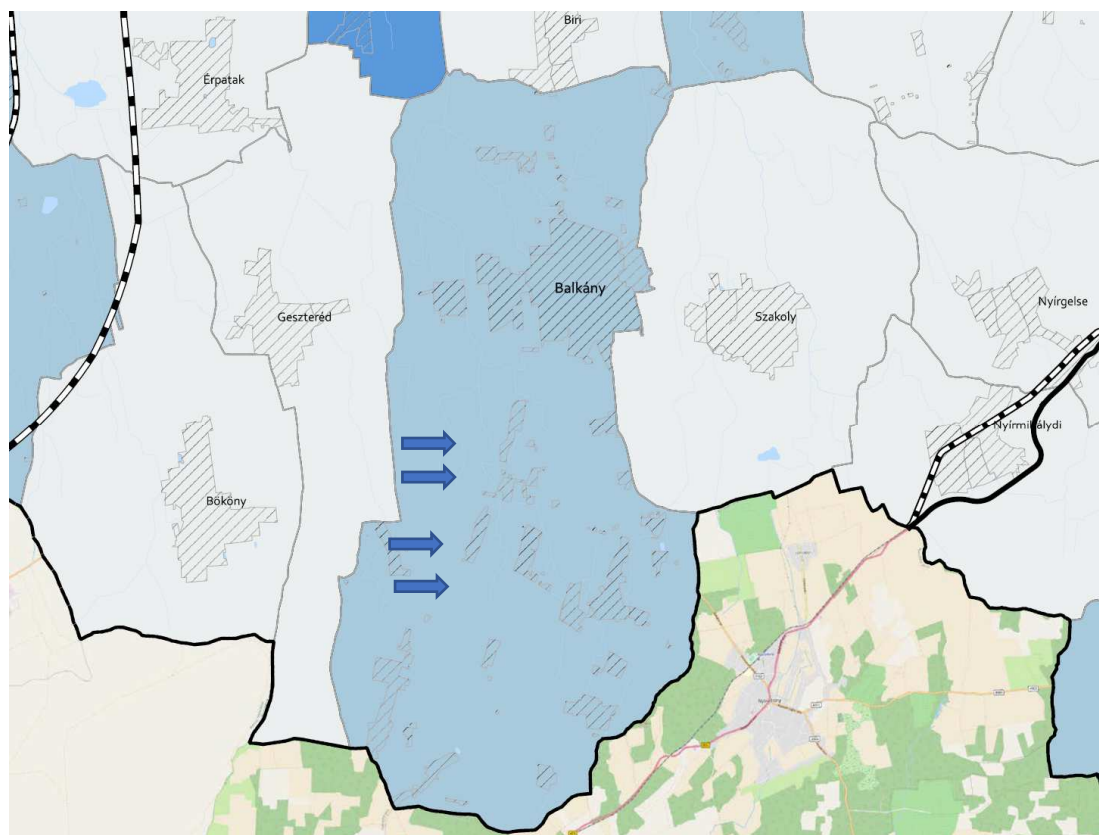 Biri
Érpatak
Balkány
Geszteréd
Szakoly
Nyírgelse
Nyírmihálydi
Bököny